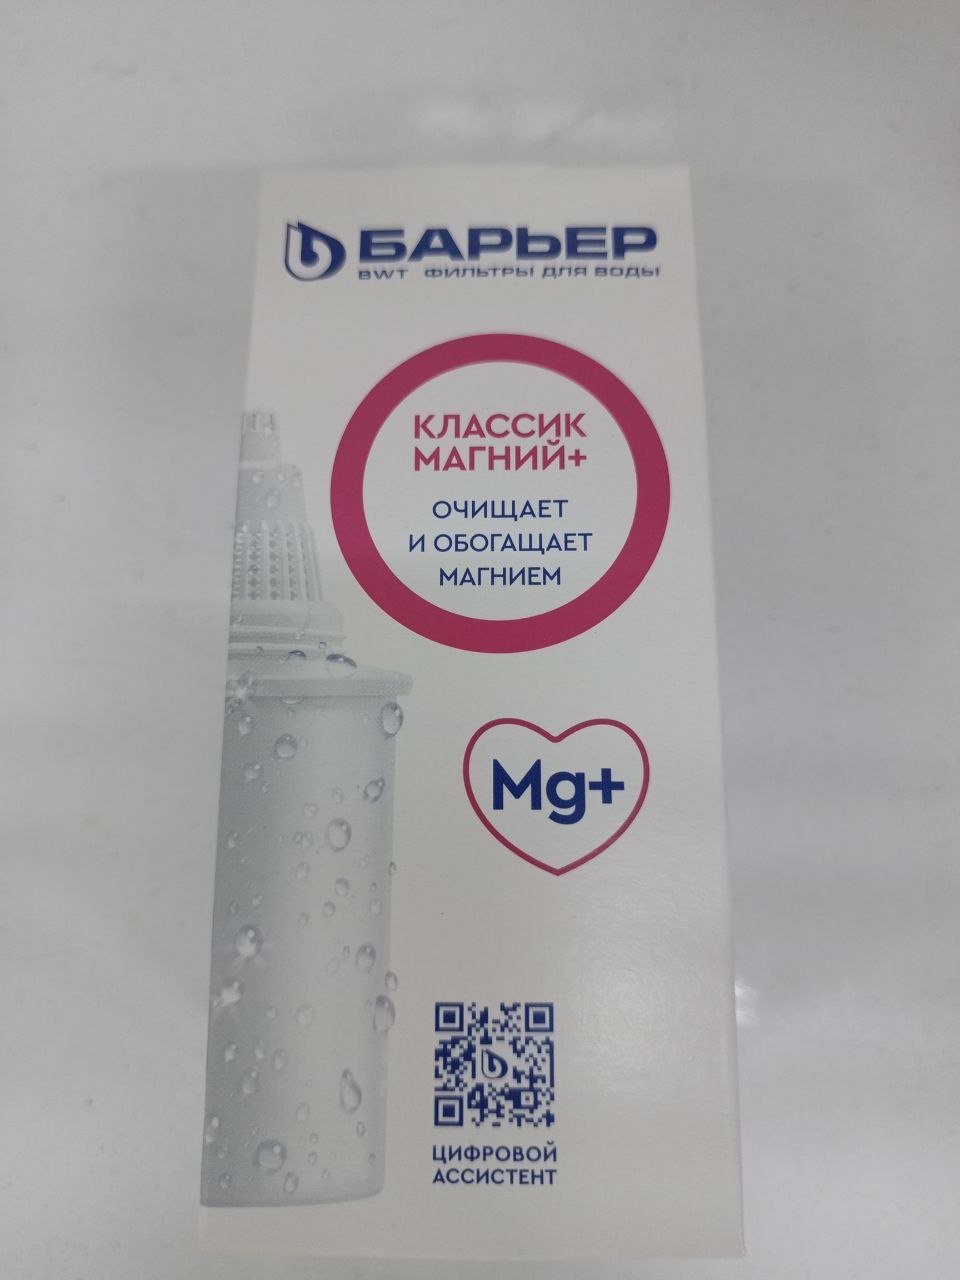 БАРЬЕР
BWT ФИЛЬТРЫ ДЛЯ ВОДЫ
КЛАССИК
МАГНИЙ+
ОЧИЩАЕТ
И ОБОГАЩАЕТ
МАГНИЕМ
Mg+
ЦИФРОВОЙ
АССИСТЕНТ